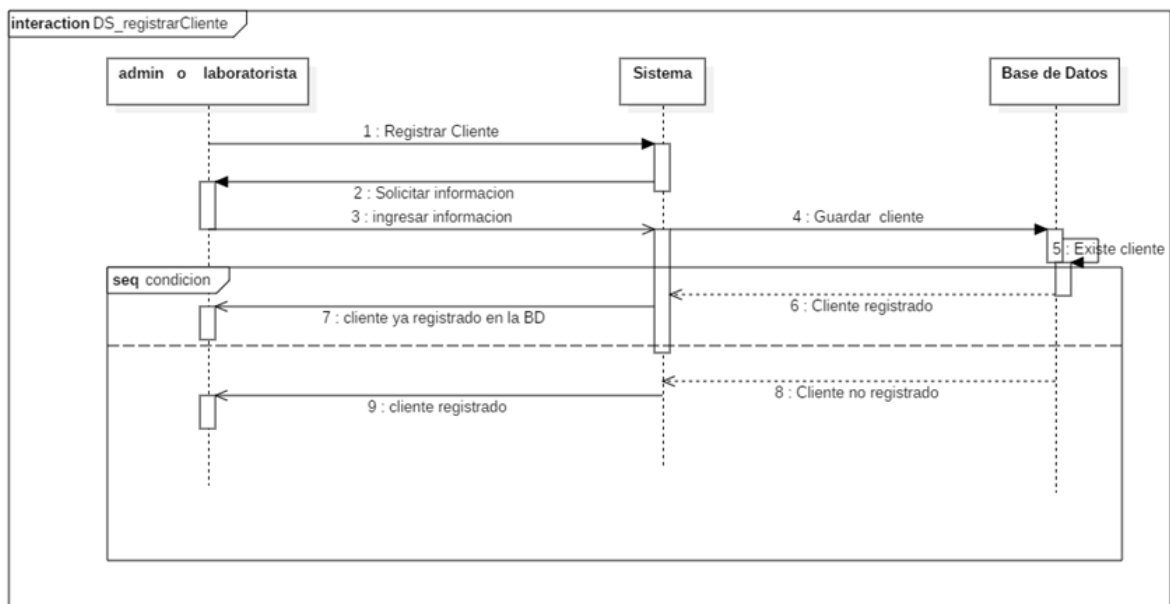 interaction DS_registrarCliente
admin o laboratorista
Sistema
Base de Datos
1 : Registrar Cliente
2 : Solicitar informacion
3 : ingresar informacion
4 : Guardar cliente
5 : Existe cliente
seq condicion
6 : Cliente registrado
7 : cliente ya registrado en la BD
8 : Cliente no registrado
9 : cliente registrado